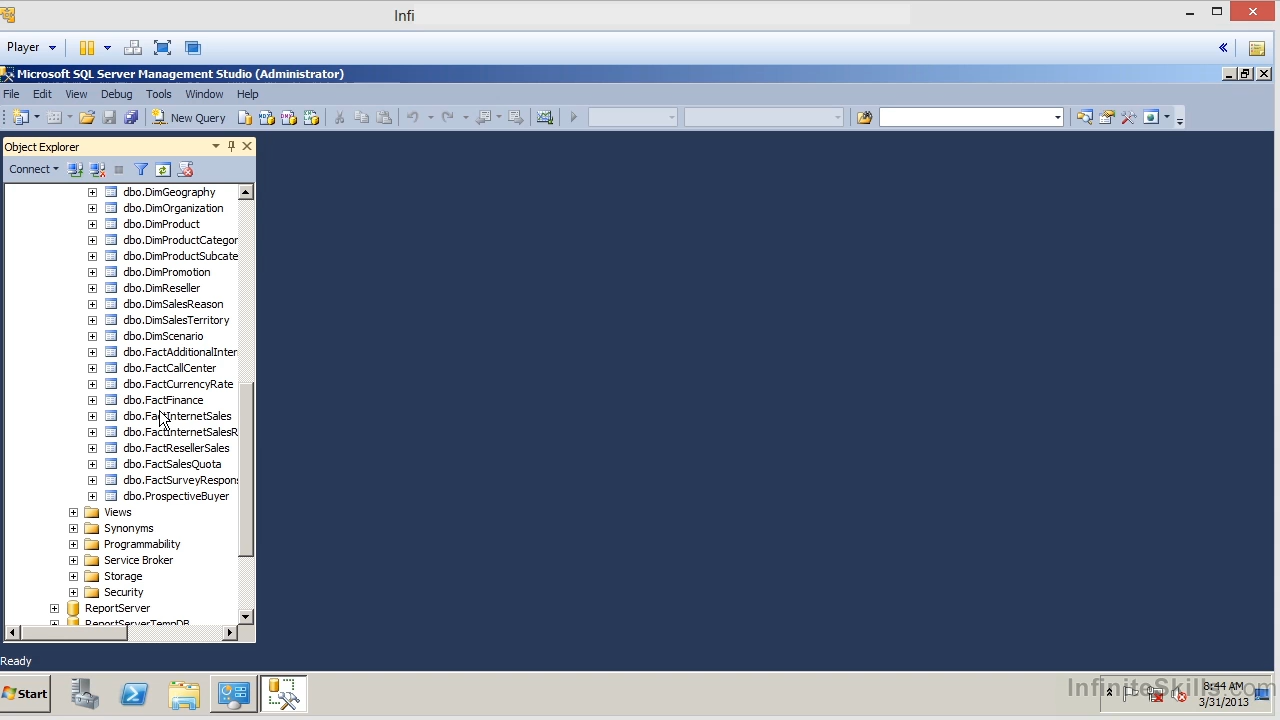 Infi
Player
Microsoft SQL Server Management Studio (Administrator)
File Edit View Debug Tools Window Help
New Query
Object Explorer
Connect
dbo.DimGeography
dbo.DimOrganization
dbo.DimProduct
dbo.DimProductCategor
dbo.DimProductSubcate
dbo.DimPromotion
dbo.DimReseller
dbo.DimSalesReason
dbo.DimSalesTerritory
dbo.DimScenario
dbo.FactAdditionalInter
dbo.FactCallCenter
dbo.FactCurrencyRate
dbo.FactFinance
dbo.FactInternetSales
dbo.FactInternetSalesR
dbo.FactResellerSales
dbo.FactSalesQuota
dbo.FactSurveyRespons
dbo.ProspectiveBuyer
Views
Synonyms
Programmability
Service Broker
Storage
Security
ReportServer
ReportServerTempDB
Ready
Start
InfiniteSkills.com
8:44 AM
3/31/2013